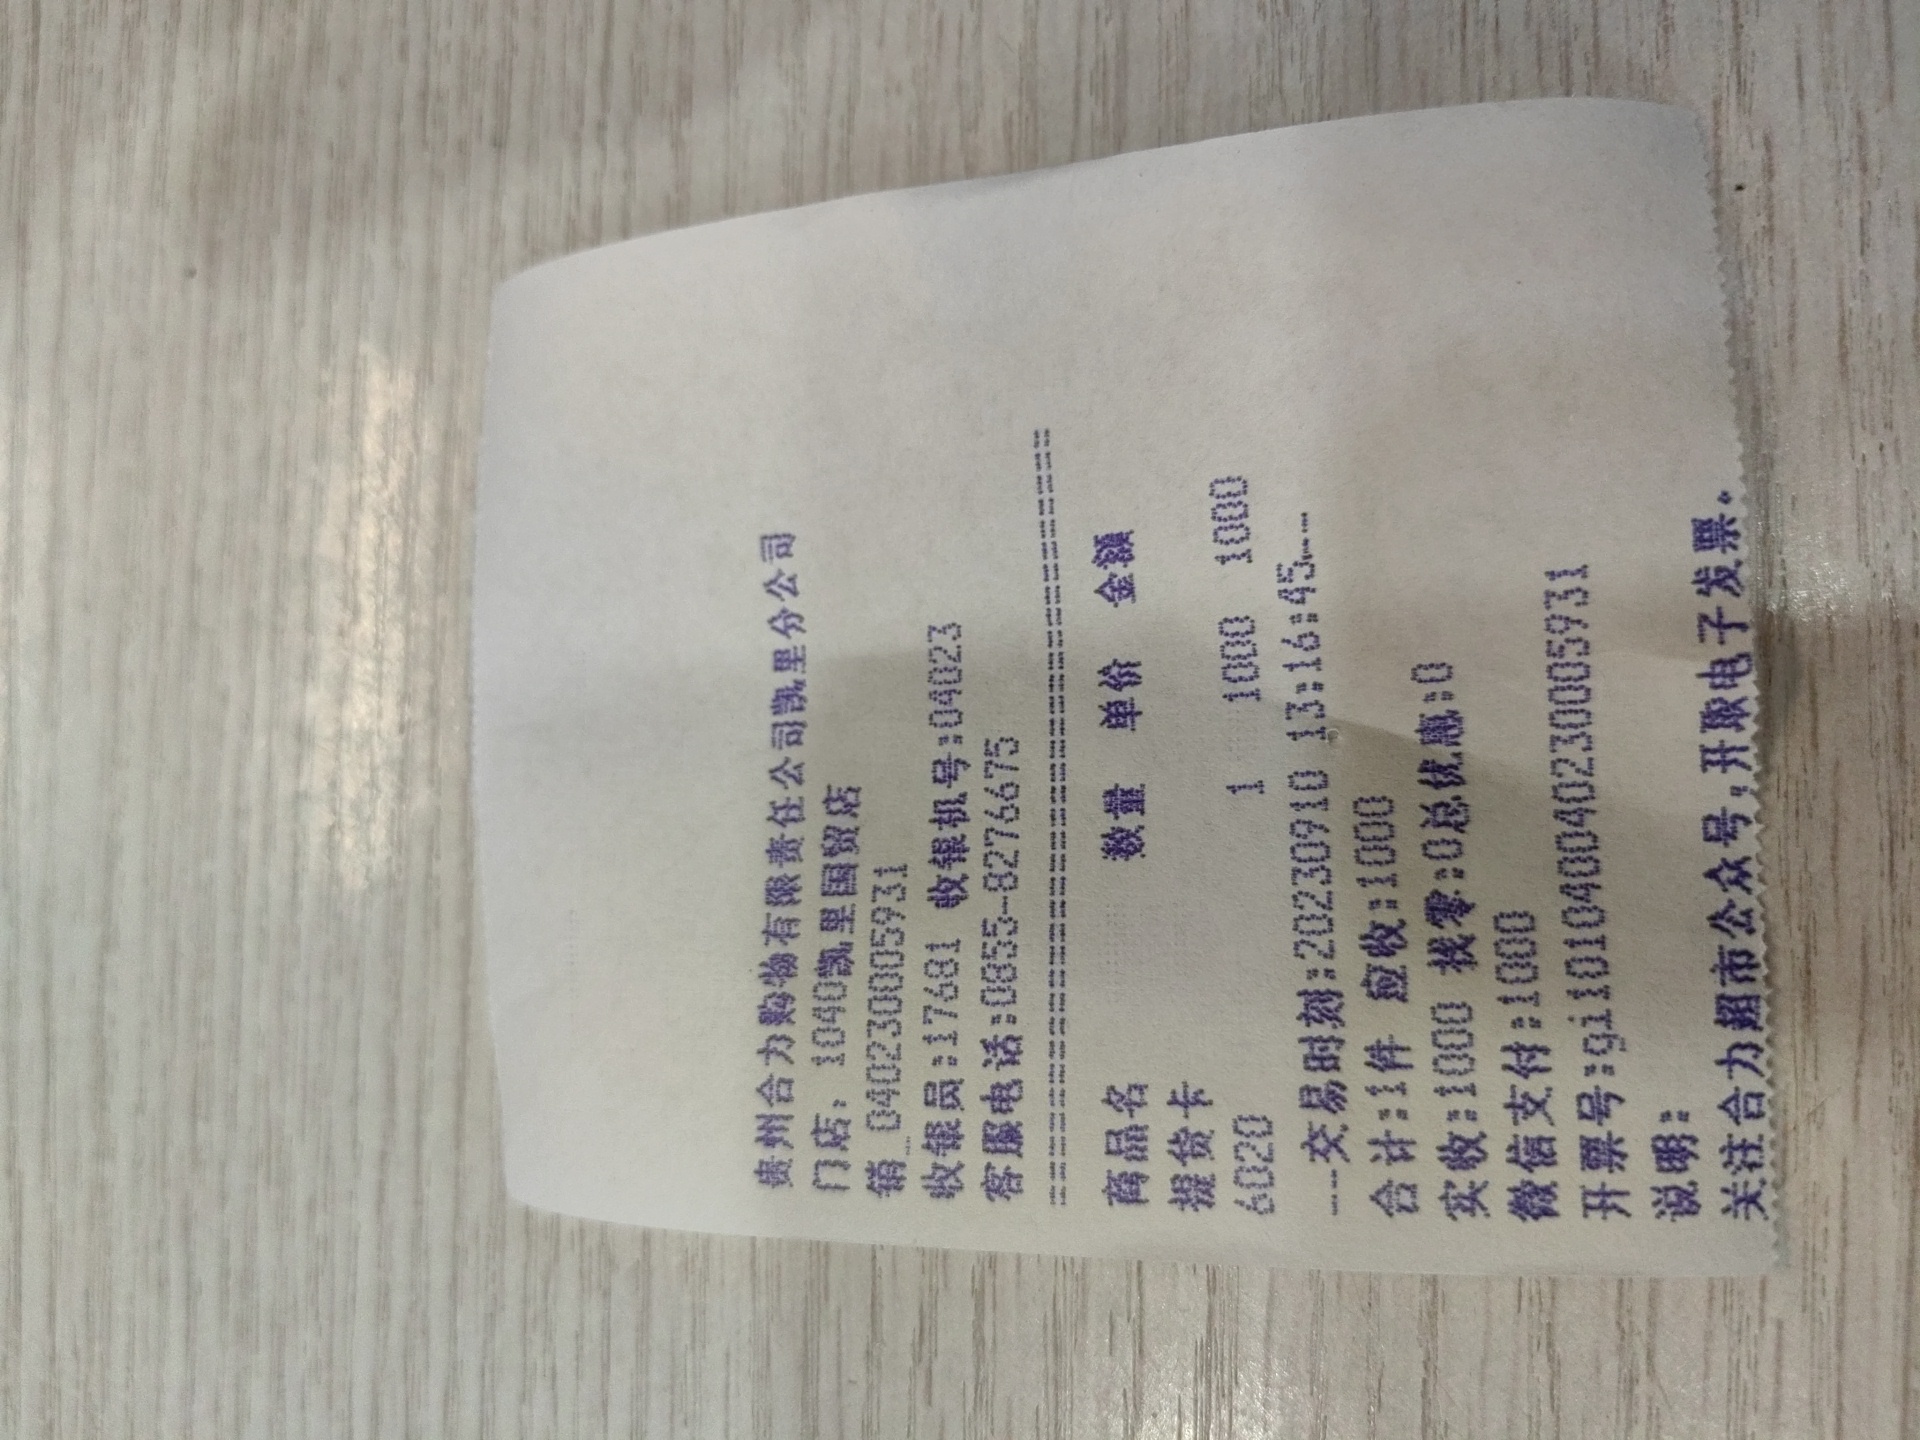 贵州合力购物有限责任公司凯里分公司
门店: 1040凯里国贸店
销_ 040230005931
收银员:17681 收银机号:04023
客服电话:0855-8276675
================================
商品名 数量 单价 金额
提货卡
6020 1 1000 1000
---交易时刻:20230910 13:16:45---
合计:1件 应收:1000
实收:1000 找零:0总优惠:0
微信支付:1000
开票号:gi1010400402300 05931
说明:
关注合力超市公众号,开取电子发票.